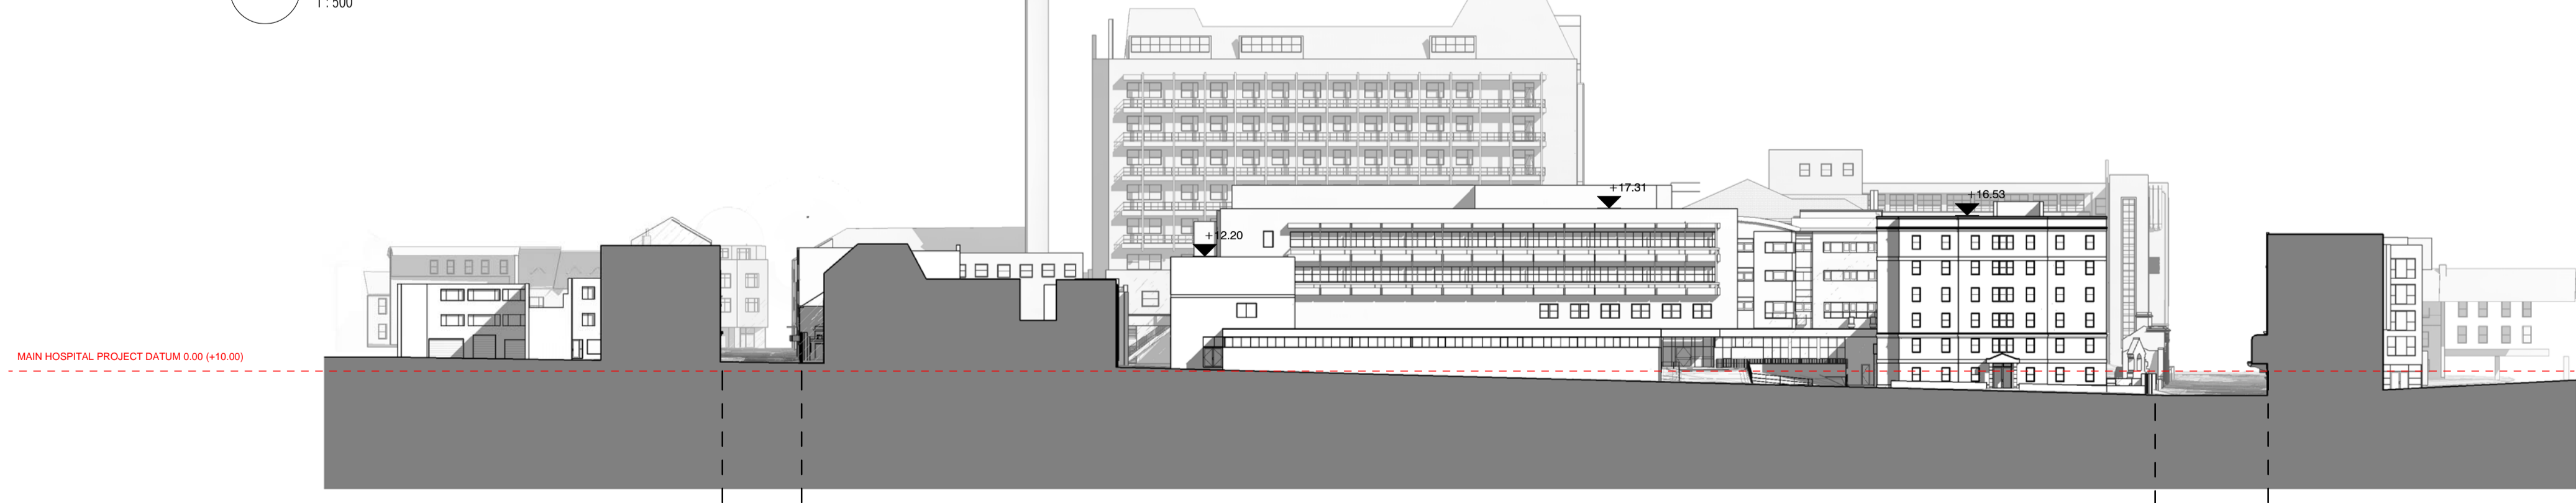 1 : 500
+17.31
+16.53
+12.20
MAIN HOSPITAL PROJECT DATUM 0.00 (+10.00)